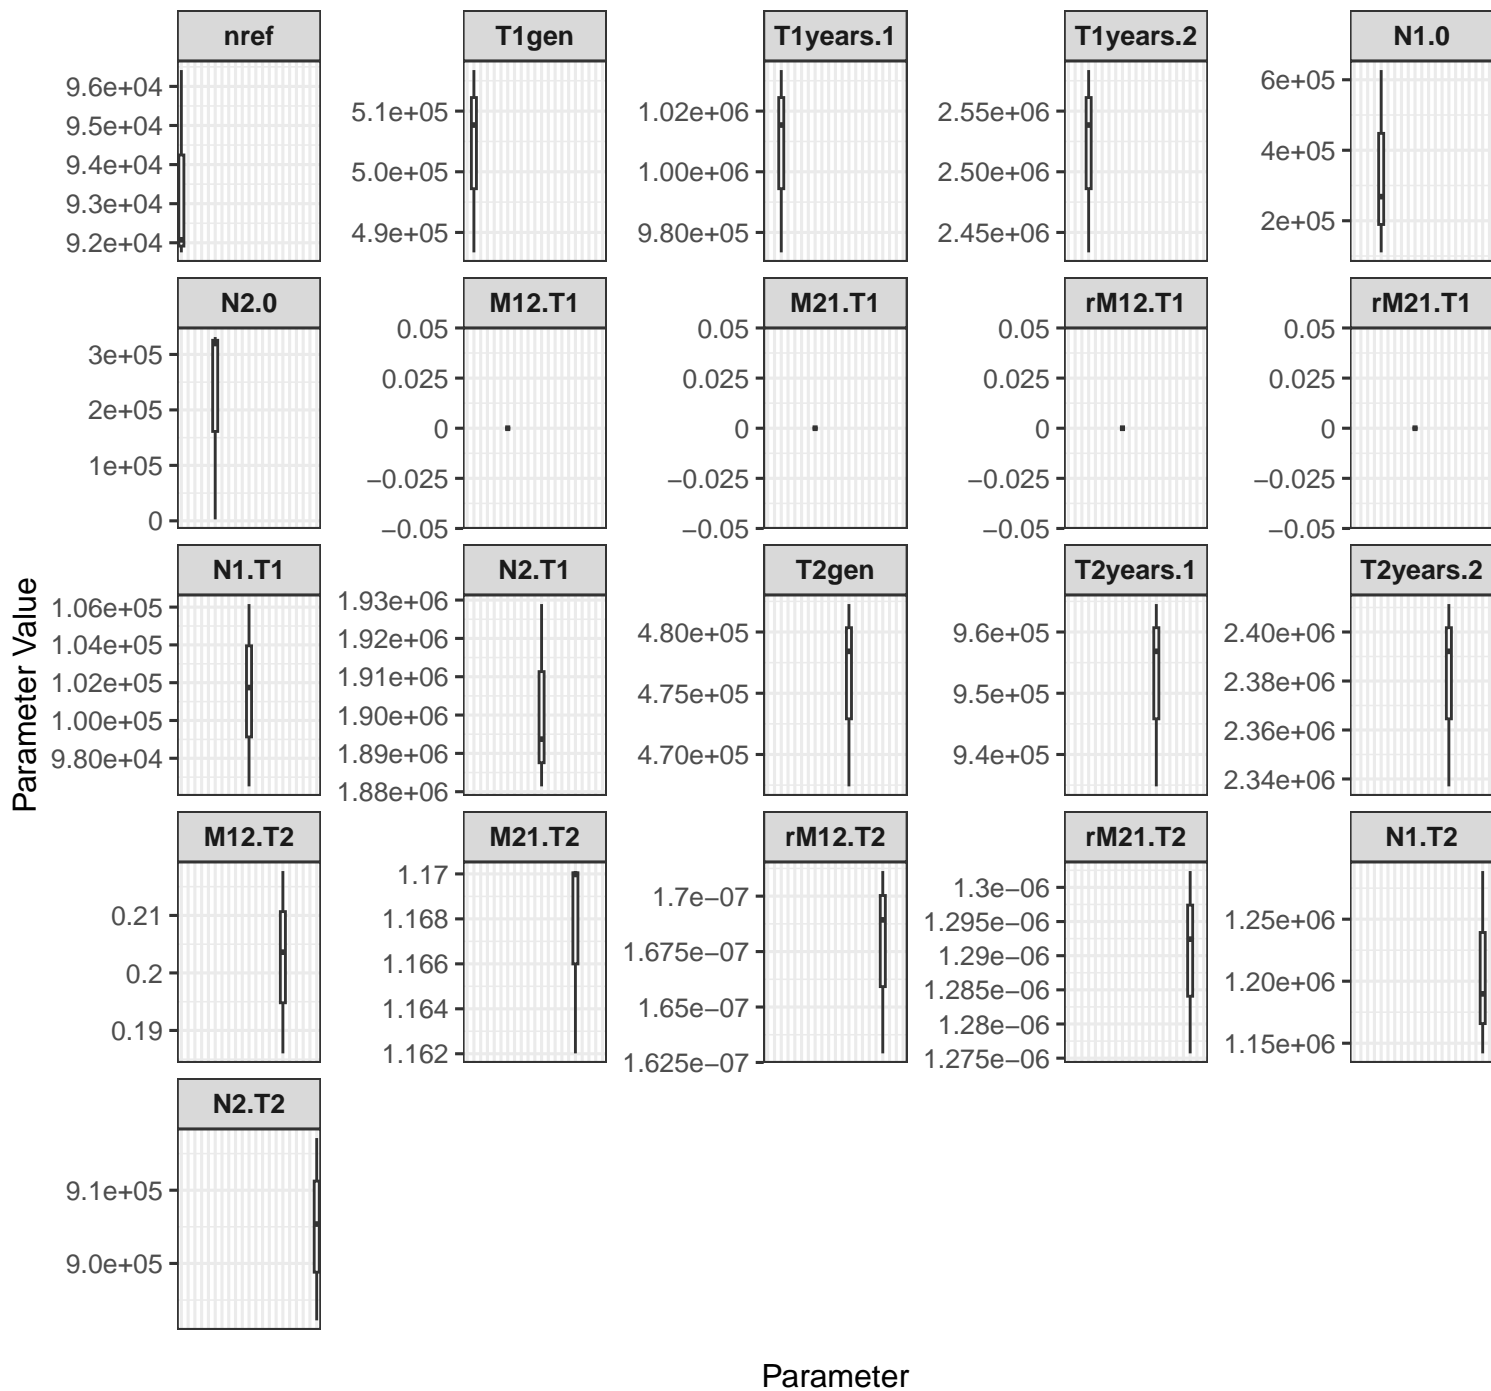 nref T1gen T1years.1 T1years.2 N1.0
9.6e+04
9.5e+04
9.4e+04
9.3e+04
9.2e+04
5.1e+05
5.0e+05
4.9e+05
1.02e+06
1.00e+06
9.80e+05
2.55e+06
2.50e+06
2.45e+06
6e+05
4e+05
2e+05
N2.0 M12.T1 M21.T1 rM12.T1 rM21.T1
3e+05
2e+05
1e+05
0
0.05
0.025
0
−0.025
−0.05
0.05
0.025
0
−0.025
−0.05
0.05
0.025
0
−0.025
−0.05
0.05
0.025
0
−0.025
−0.05
N1.T1 N2.T1 T2gen T2years.1 T2years.2
1.06e+05
1.04e+05
1.02e+05
1.00e+05
9.80e+04
1.93e+06
1.92e+06
1.91e+06
1.90e+06
1.89e+06
1.88e+06
4.80e+05
4.75e+05
4.70e+05
9.6e+05
9.5e+05
9.4e+05
2.40e+06
2.38e+06
2.36e+06
2.34e+06
M12.T2 M21.T2 rM12.T2 rM21.T2 N1.T2
0.21
0.2
0.19
1.17
1.168
1.166
1.164
1.162
1.7e−07
1.675e−07
1.65e−07
1.625e−07
1.3e−06
1.295e−06
1.29e−06
1.285e−06
1.28e−06
1.275e−06
1.25e+06
1.20e+06
1.15e+06
N2.T2
9.1e+05
9.0e+05
Parameter Value
Parameter